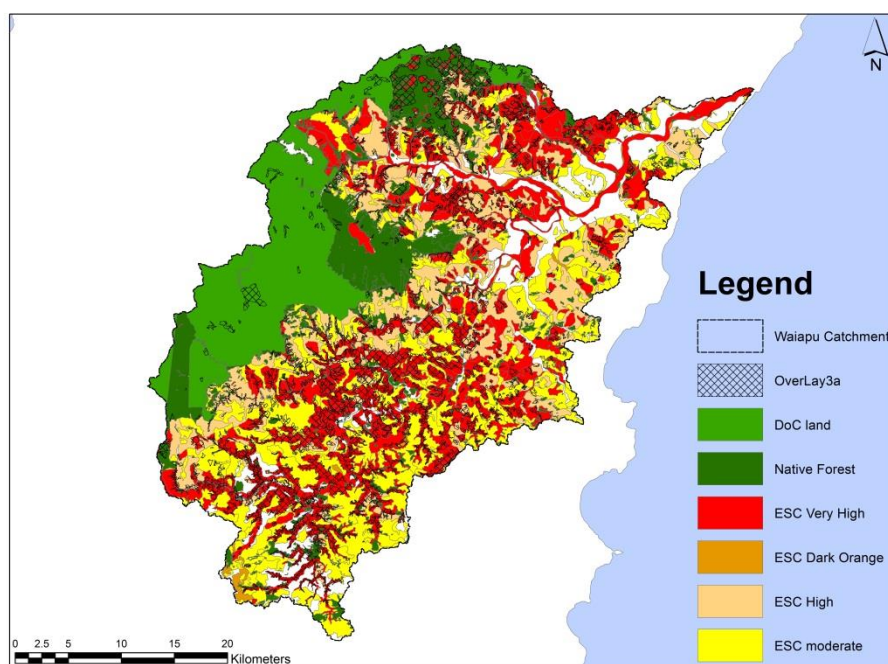 N
Legend
Waiapu Catchment
OverLay3a
DoC land
Native Forest
ESC Very High
ESC Dark Orange
ESC High
ESC moderate
0 2.5 5 10 15 20
Kilometers